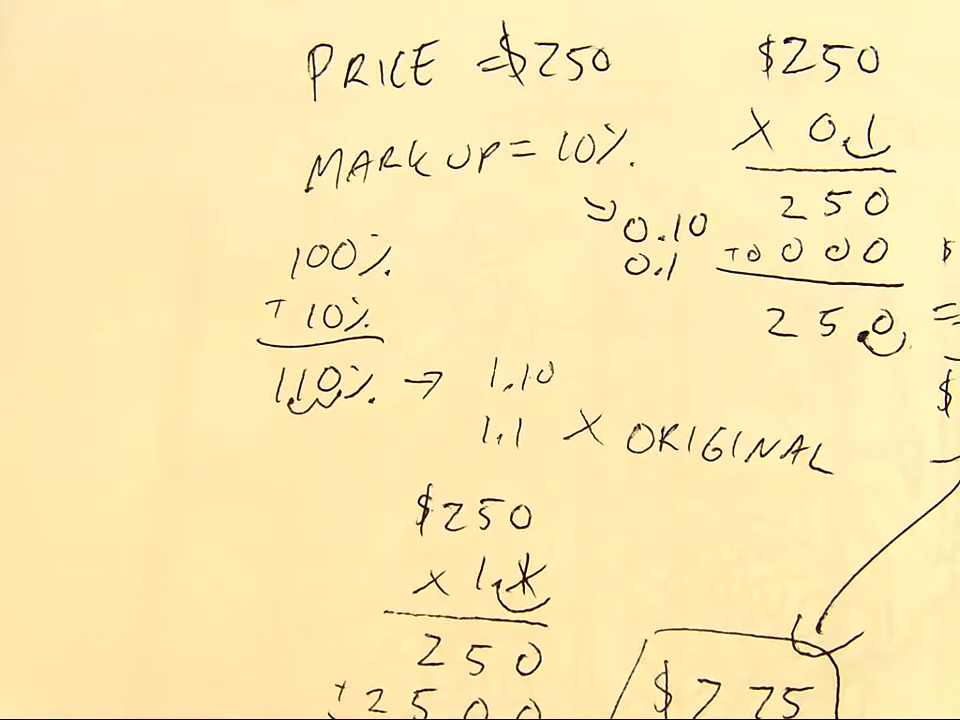 PRICE = $250
MARKUP = 10%.
0.10
0.1
100%
+ 10%
110% → 1.10
1.1 X ORIGINAL
$250
X 0.1
250
+0000
25.0
$
=
$
$250
X 1.1
250
+2500
$275